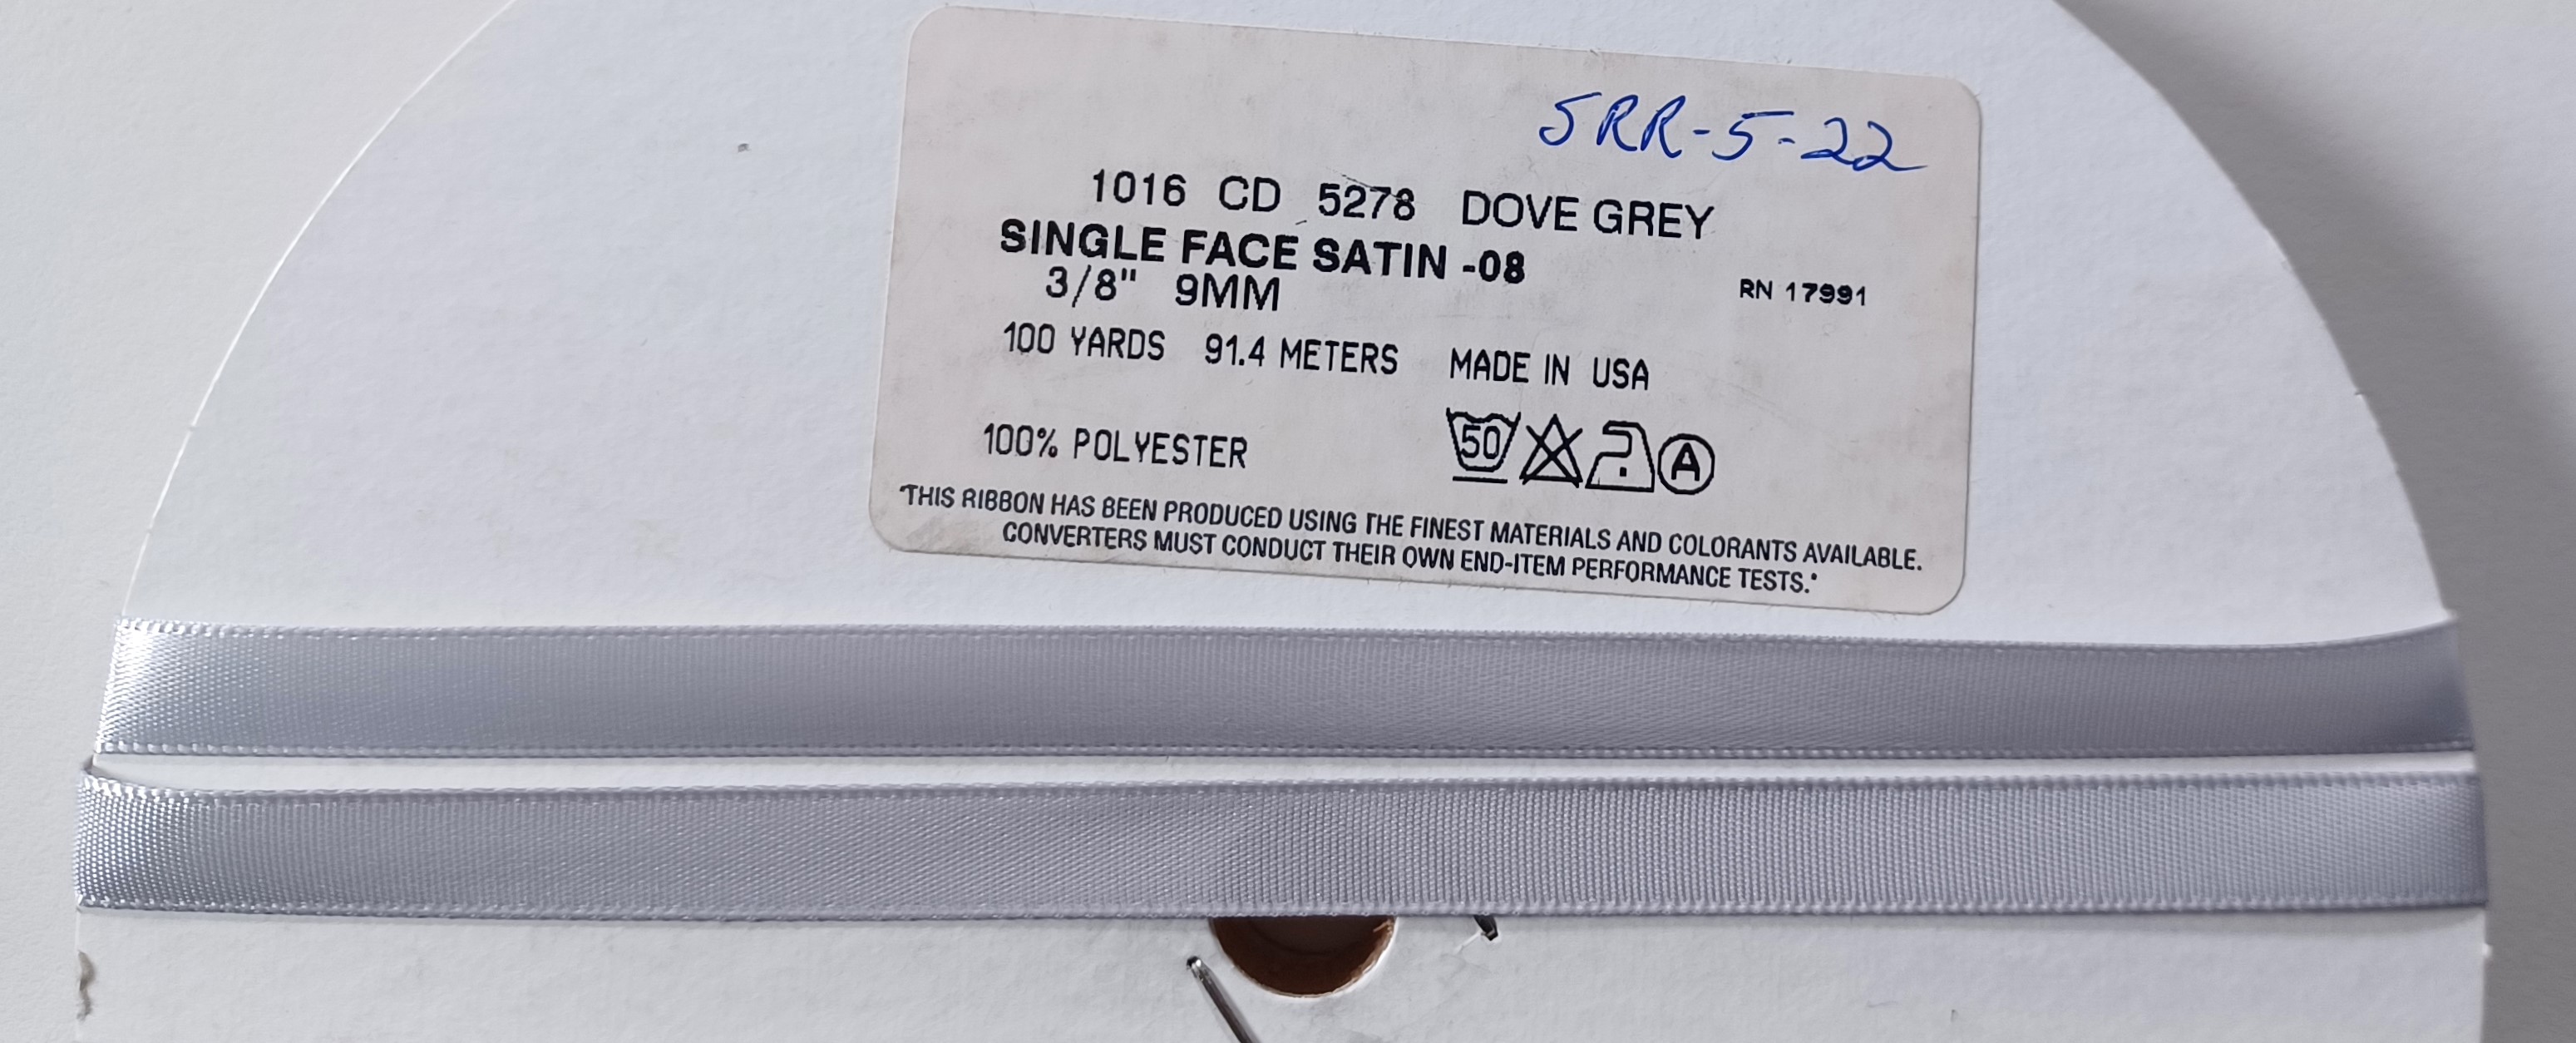 SRR-5-22
1016 CD 5278 DOVE GREY
SINGLE FACE SATIN -08
3/8" 9MM
RN 17991
100 YARDS 91.4 METERS MADE IN USA
100% POLYESTER 50 A
"THIS RIBBON HAS BEEN PRODUCED USING THE FINEST MATERIALS AND COLORANTS AVAILABLE.
CONVERTERS MUST CONDUCT THEIR OWN END-ITEM PERFORMANCE TESTS."